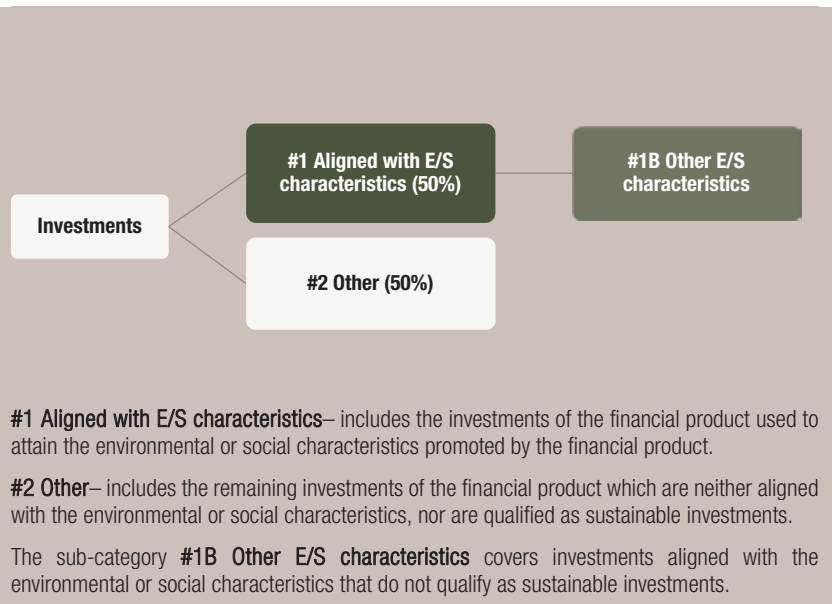 #1 Aligned with E/S
characteristics (50%)
#1B Other E/S
characteristics
Investments
#2 Other (50%)
#1 Aligned with E/S characteristics– includes the investments of the financial product used to
attain the environmental or social characteristics promoted by the financial product.
#2 Other– includes the remaining investments of the financial product which are neither aligned
with the environmental or social characteristics, nor are qualified as sustainable investments.
The sub-category #1B Other E/S characteristics covers investments aligned with the
environmental or social characteristics that do not qualify as sustainable investments.